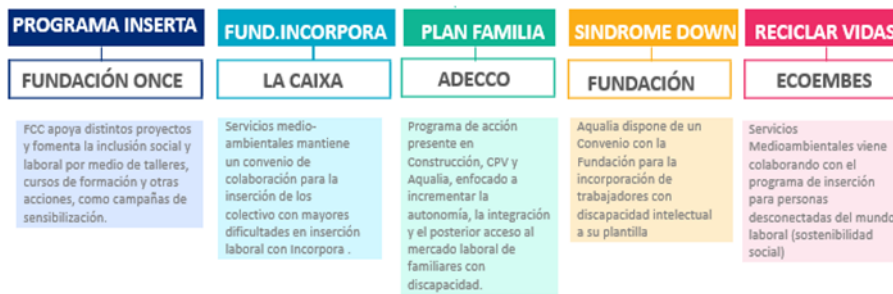 PROGRAMA INSERTA
FUNDACIÓN ONCE
FCC apoya distintos proyectos
y fomenta la inclusión social y
laboral por medio de talleres,
cursos de formación y otras
acciones, como campañas de
sensibilización.
FUND.INCORPORA
LA CAIXA
Servicios medio-
ambientales mantiene
un convenio de
colaboración para la
inserción de los
colectivo con mayores
dificultades en inserción
laboral con Incorpora .
PLAN FAMILIA
ADECCO
Programa de acción
presente en
Construcción, CPV y
Aqualia, enfocado a
incrementar la
autonomía, la integración
y el posterior acceso al
mercado laboral de
familiares con
discapacidad.
SINDROME DOWN
FUNDACIÓN
Aqualia dispone de un
Convenio con la
Fundación para la
incorporación de
trabajadores con
discapacidad intelectual
a su plantilla
RECICLAR VIDAS
ECOEMBES
Servicios
Medioambientales viene
colaborando con el
programa de inserción
para personas
desconectadas del mundo
laboral (sostenibilidad
social)